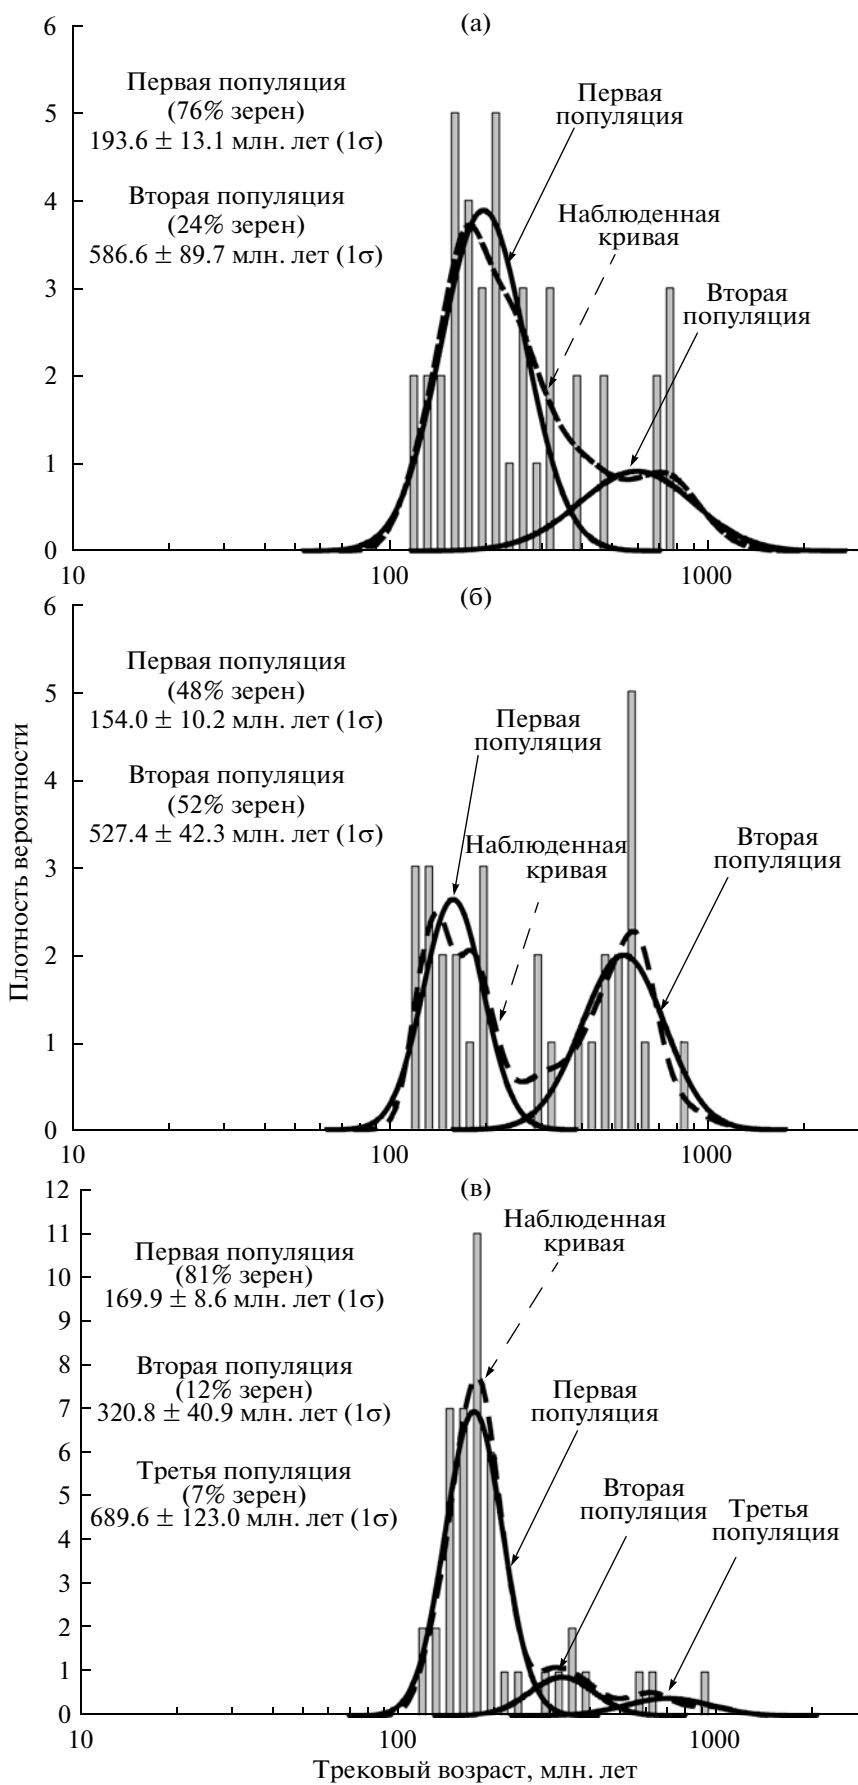 (а)
6
5
4
3
2
1
0
Первая популяция
(76% зерен)
193.6 ± 13.1 млн. лет (1σ)
Вторая популяция
(24% зерен)
586.6 ± 89.7 млн. лет (1σ)
Первая
популяция
Наблюденная
кривая
Вторая
популяция
10
100
1000
(б)
6
5
4
3
2
1
0
Первая популяция
(48% зерен)
154.0 ± 10.2 млн. лет (1σ)
Вторая популяция
(52% зерен)
527.4 ± 42.3 млн. лет (1σ)
Первая
популяция
Наблюденная
кривая
Вторая
популяция
Плотность вероятности
10
100
1000
(в)
12
11
10
9
8
7
6
5
4
3
2
1
0
Первая популяция
(81% зерен)
169.9 ± 8.6 млн. лет (1σ)
Вторая популяция
(12% зерен)
320.8 ± 40.9 млн. лет (1σ)
Третья популяция
(7% зерен)
689.6 ± 123.0 млн. лет (1σ)
Наблюденная
кривая
Первая
популяция
Вторая
популяция
Третья
популяция
10
100
1000
Трековый возраст, млн. лет